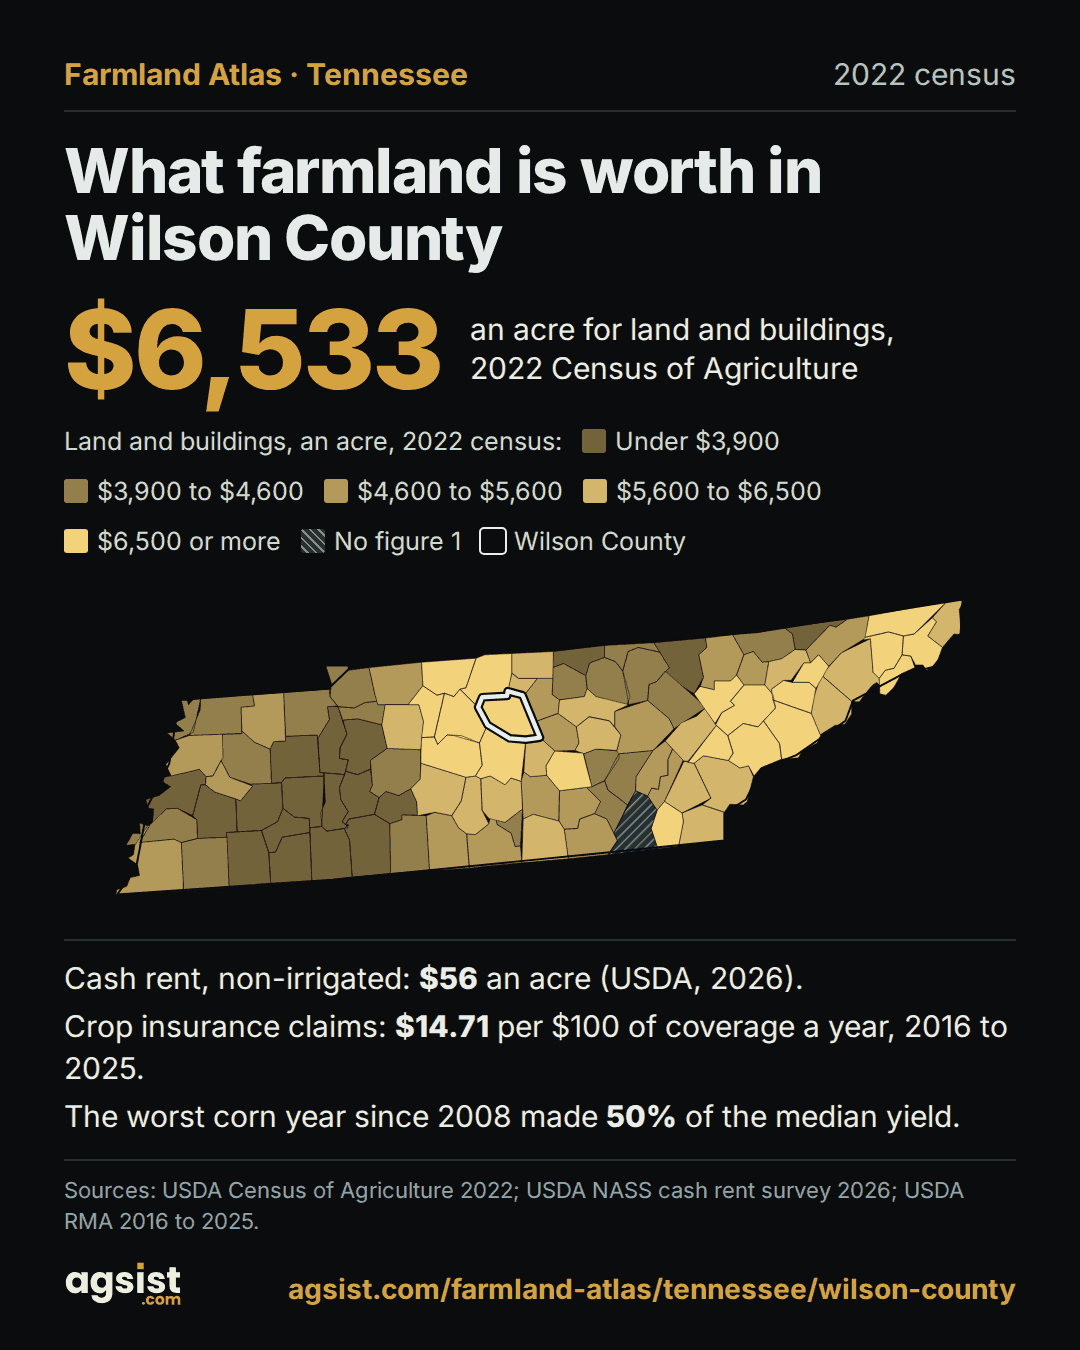 Farmland Atlas · Tennessee
2022 census
What farmland is worth in
Wilson County
$6,533
an acre for land and buildings,
2022 Census of Agriculture
Land and buildings, an acre, 2022 census:
Under $3,900
$3,900 to $4,600
$4,600 to $5,600
$5,600 to $6,500
$6,500 or more
No figure 1
Wilson County
Cash rent, non-irrigated: $56 an acre (USDA, 2026).
Crop insurance claims: $14.71 per $100 of coverage a year, 2016 to
2025.
The worst corn year since 2008 made 50% of the median yield.
Sources: USDA Census of Agriculture 2022; USDA NASS cash rent survey 2026; USDA
RMA 2016 to 2025.
agsist
.com
agsist.com/farmland-atlas/tennessee/wilson-county